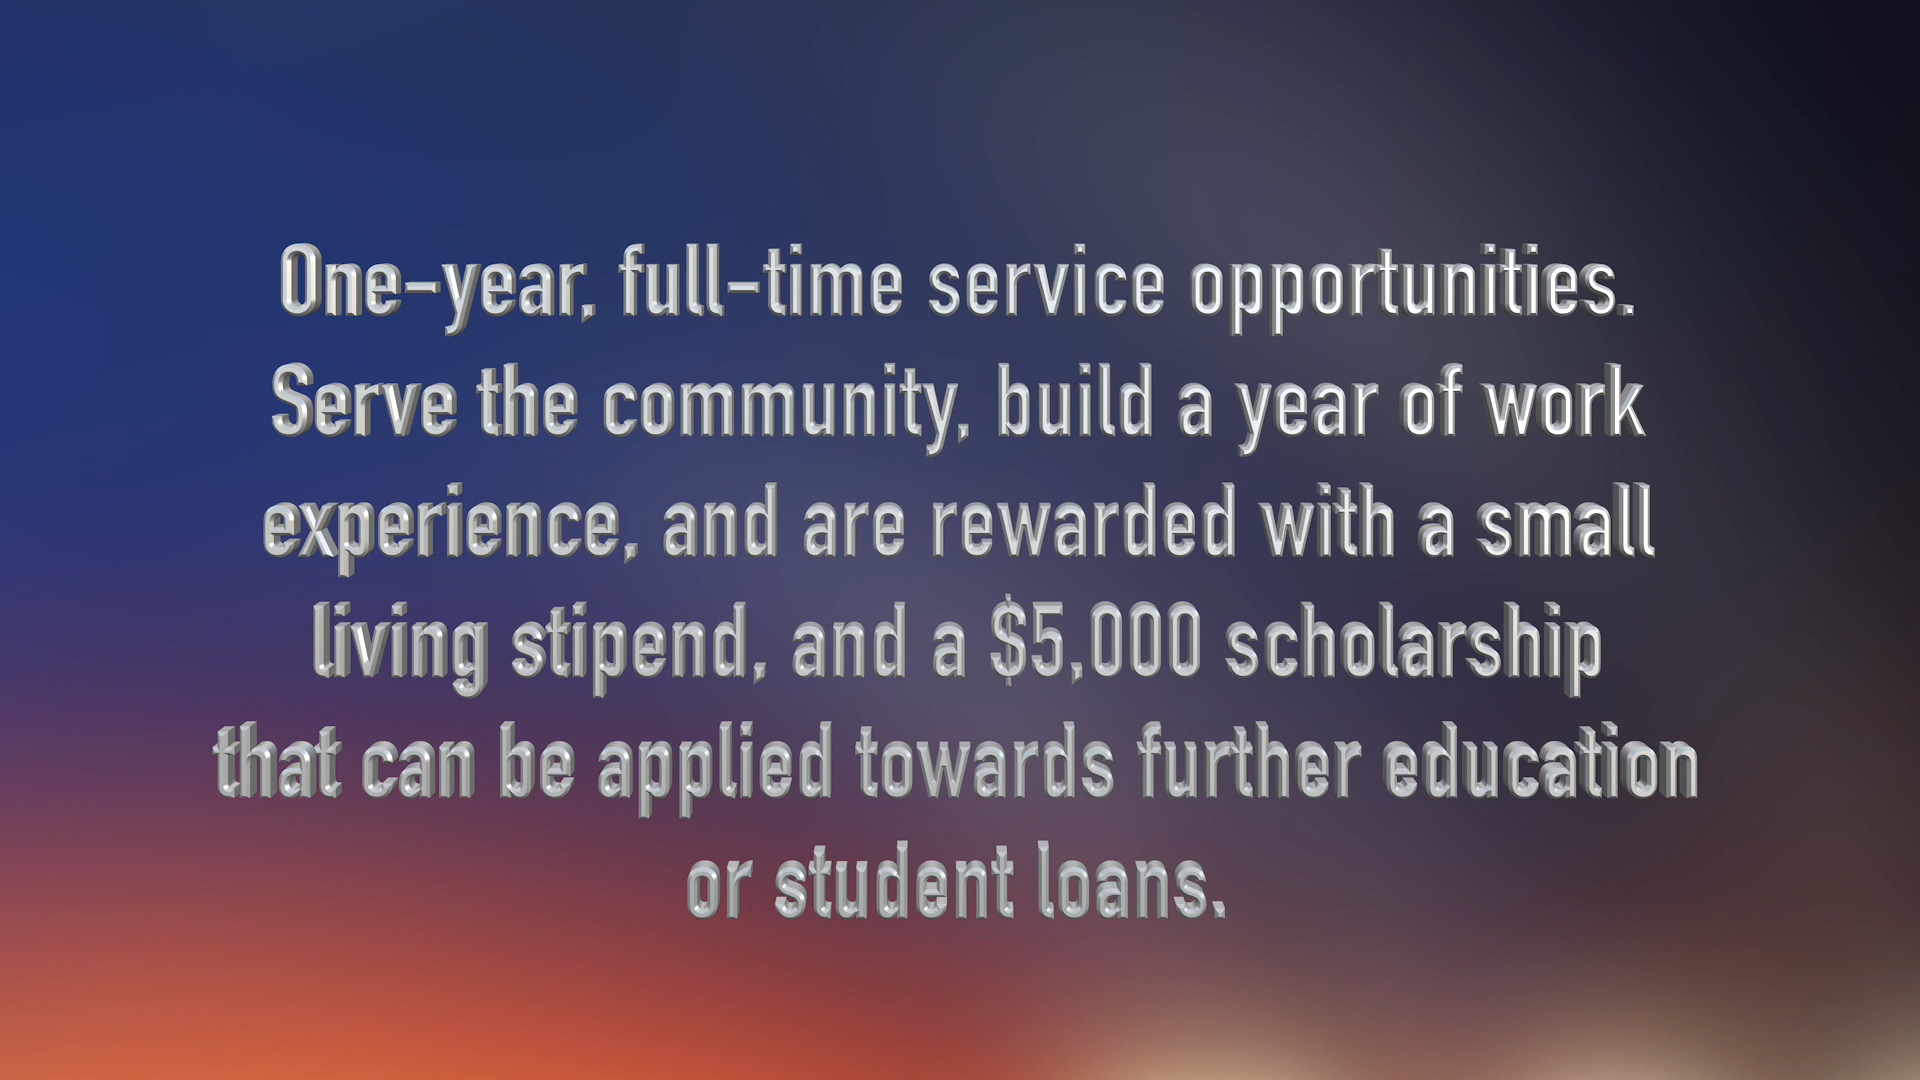 One-year, full-time service opportunities.
Serve the community, build a year of work
experience, and are rewarded with a small
living stipend, and a $5,000 scholarship
that can be applied towards further education
or student loans.